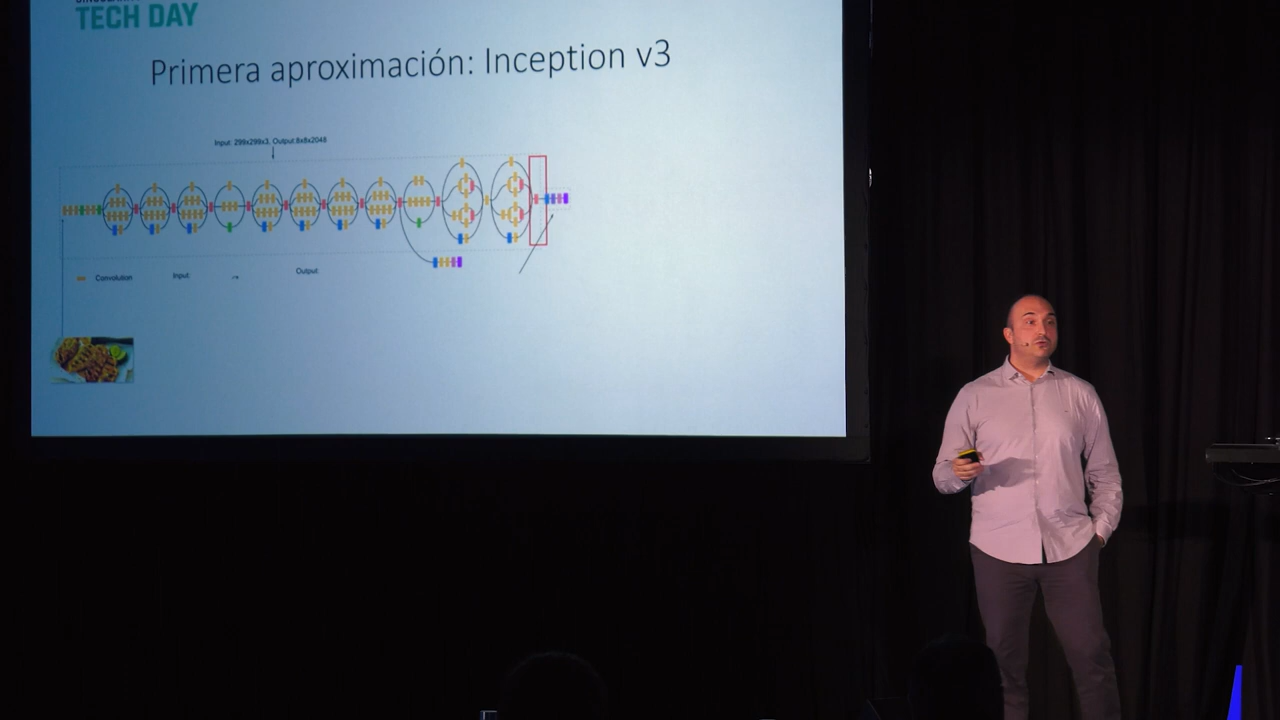 TECH DAY
Primera aproximación: Inception v3
Input: 299x299x3, Output:8x8x2048
Convolution
Input:
Output: